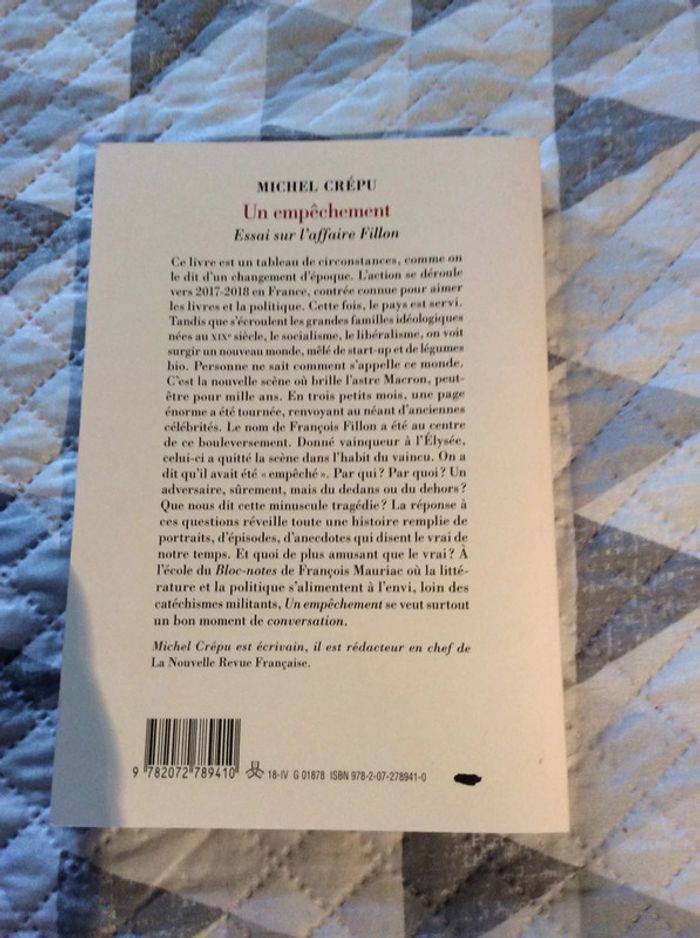 MICHEL CRÉPU
Un empêchement
Essai sur l'affaire Fillon
Ce livre est un tableau de circonstances, comme on
le dit d'un changement d'époque. L'action se déroule
vers 2017-2018 en France, contrée connue pour aimer
les livres et la politique. Cette fois, le pays est servi.
Tandis que s'écroulent les grandes familles idéologiques
nées au XIXe siècle, le socialisme, le libéralisme, on voit
surgir un nouveau monde, mêlé de start-up et de légumes
bio. Personne ne sait comment s'appelle ce monde.
C'est la nouvelle scène où brille l'astre Macron, peut-
être pour mille ans. En trois petits mois, une page
énorme a été tournée, renvoyant au néant d'anciennes
célébrités. Le nom de François Fillon a été au centre
de ce bouleversement. Donné vainqueur à l'Élysée,
celui-ci a quitté la scène dans l'habit du vaincu. On a
dit qu'il avait été « empêché ». Par qui ? Par quoi ? Un
adversaire, sûrement, mais du dedans ou du dehors ?
Que nous dit cette minuscule tragédie ? La réponse à
ces questions réveille toute une histoire remplie de
portraits, d'épisodes, d'anecdotes qui disent le vrai de
notre temps. Et quoi de plus amusant que le vrai ? À
l'école du Bloc-notes de François Mauriac où la litté-
rature et la politique s'alimentent à l'envi, loin des
catéchismes militants, Un empêchement se veut surtout
un bon moment de conversation.
Michel Crépu est écrivain, il est rédacteur en chef de
La Nouvelle Revue Française.
9 782072 789410 18-IV G 01878 ISBN 978-2-07-278941-0